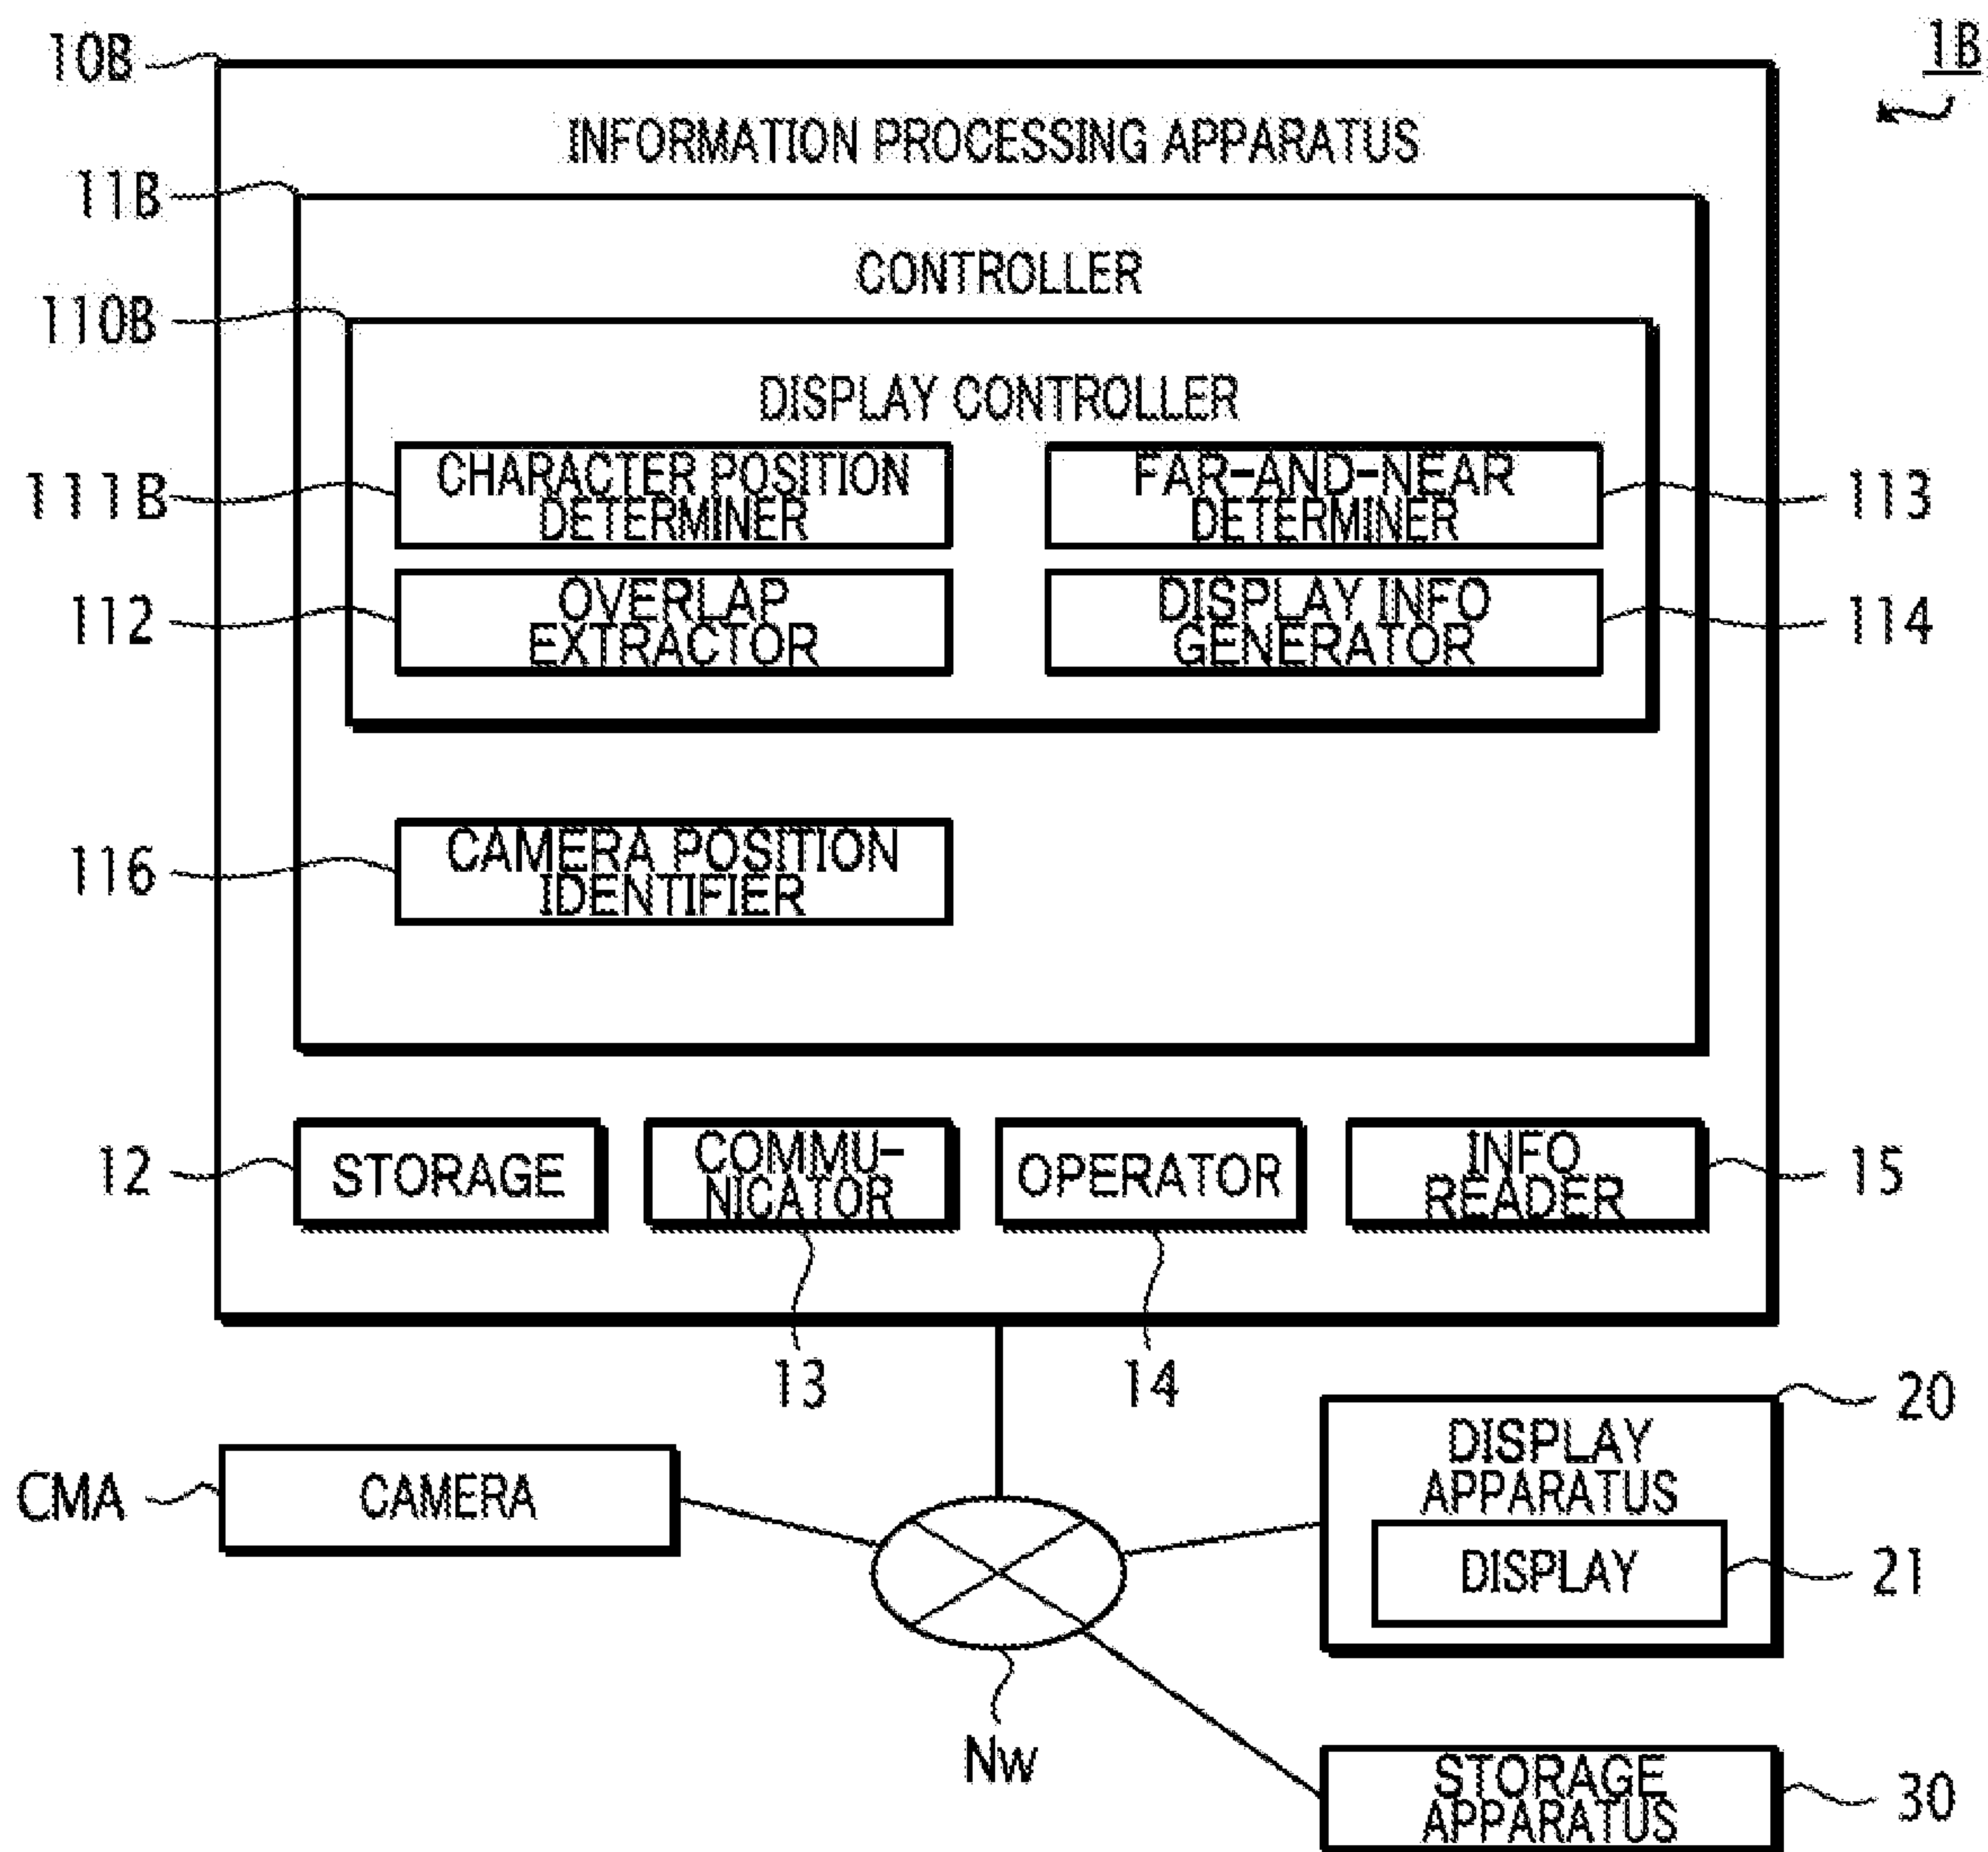 10B
1B
INFORMATION PROCESSING APPARATUS
11B
CONTROLLER
110B
DISPLAY CONTROLLER
111B
CHARACTER POSITION
DETERMINER
FAR-AND-NEAR
DETERMINER
113
112
OVERLAP
EXTRACTOR
DISPLAY INFO
GENERATOR
114
116
CAMERA POSITION
IDENTIFIER
12
STORAGE
COMMU-
NICATOR
OPERATOR
INFO
READER
15
13
14
20
DISPLAY
APPARATUS
CMA
CAMERA
DISPLAY
21
Nw
STORAGE
APPARATUS
30